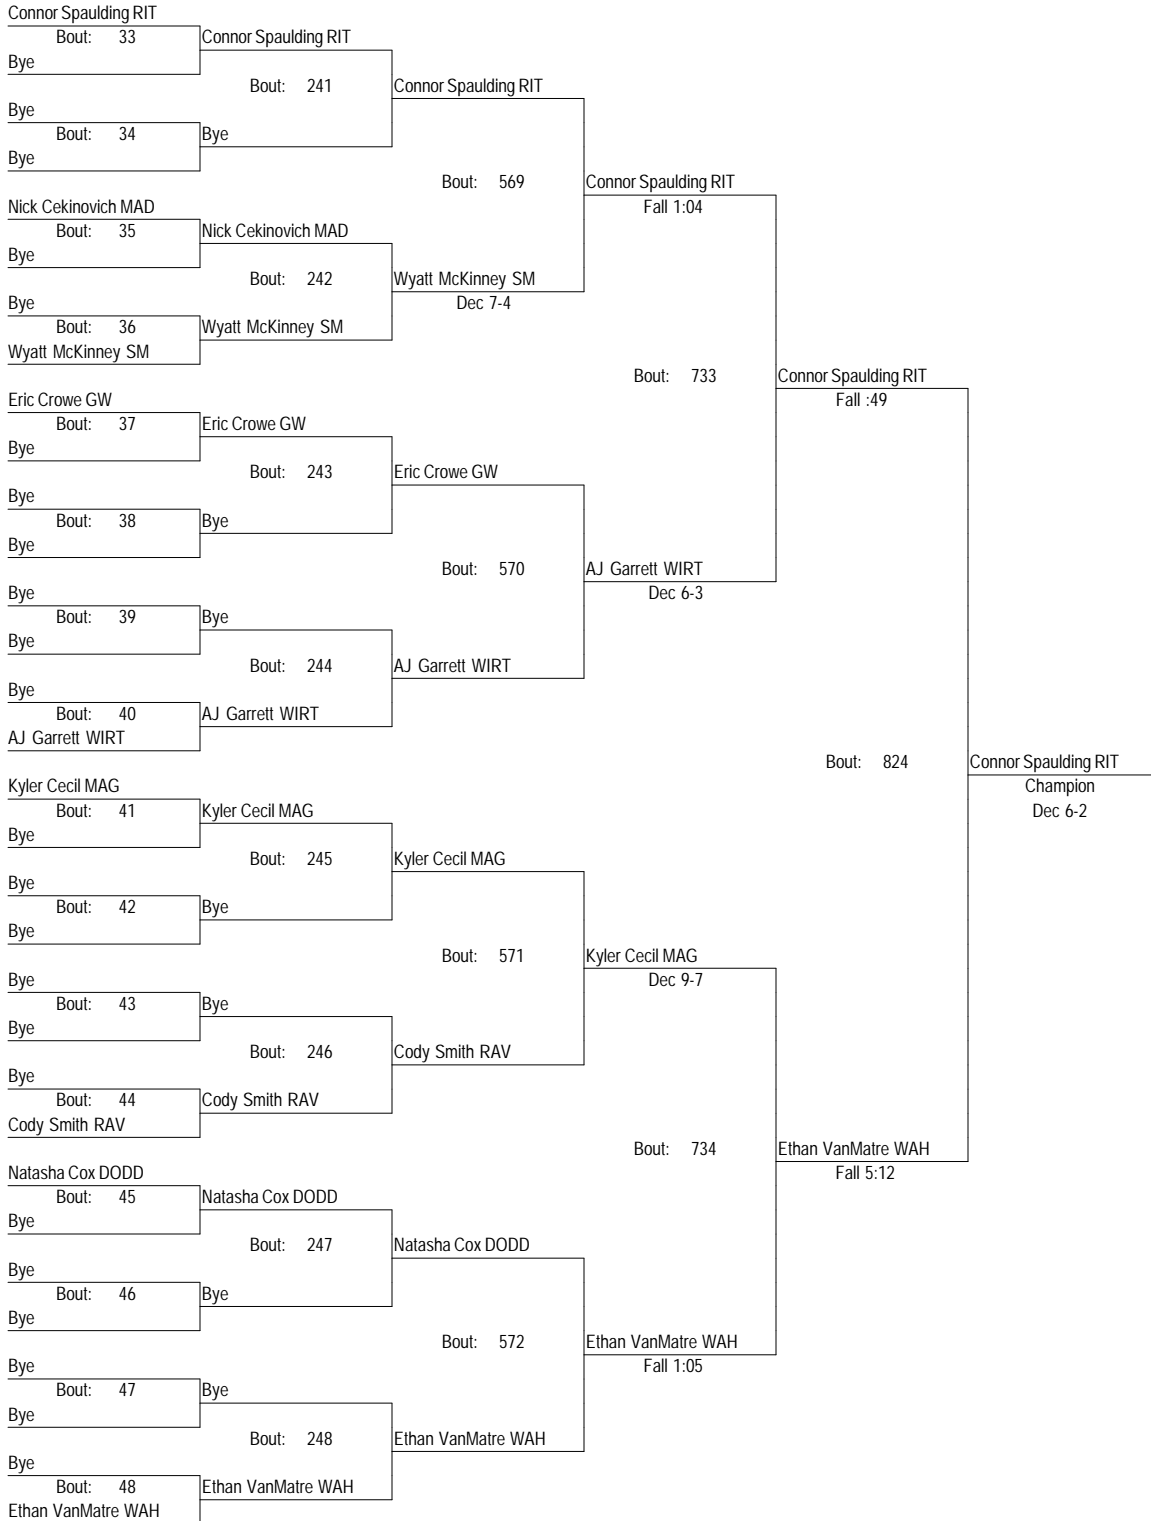 Connor Spaulding RIT
Bout: 33 Connor Spaulding RIT
Bye
Bout: 241 Connor Spaulding RIT
Bye
Bout: 34 Bye
Bye
Bout: 569 Connor Spaulding RIT
Fall 1:04
Nick Cekinovich MAD
Bout: 35 Nick Cekinovich MAD
Bye
Bout: 242 Wyatt McKinney SM
Bye Dec 7-4
Bout: 36 Wyatt McKinney SM
Wyatt McKinney SM
Bout: 733 Connor Spaulding RIT
Eric Crowe GW Fall :49
Bout: 37 Eric Crowe GW
Bye
Bout: 243 Eric Crowe GW
Bye
Bout: 38 Bye
Bye
Bout: 570 AJ Garrett WIRT
Bye Dec 6-3
Bout: 39 Bye
Bye
Bout: 244 AJ Garrett WIRT
Bye
Bout: 40 AJ Garrett WIRT
AJ Garrett WIRT
Bout: 824 Connor Spaulding RIT
Kyler Cecil MAG Champion
Bout: 41 Kyler Cecil MAG Dec 6-2
Bye
Bout: 245 Kyler Cecil MAG
Bye
Bout: 42 Bye
Bye
Bout: 571 Kyler Cecil MAG
Bye Dec 9-7
Bout: 43 Bye
Bye
Bout: 246 Cody Smith RAV
Bye
Bout: 44 Cody Smith RAV
Cody Smith RAV
Bout: 734 Ethan VanMatre WAH
Natasha Cox DODD Fall 5:12
Bout: 45 Natasha Cox DODD
Bye
Bout: 247 Natasha Cox DODD
Bye
Bout: 46 Bye
Bye
Bout: 572 Ethan VanMatre WAH
Bye Fall 1:05
Bout: 47 Bye
Bye
Bout: 248 Ethan VanMatre WAH
Bye
Bout: 48 Ethan VanMatre WAH
Ethan VanMatre WAH